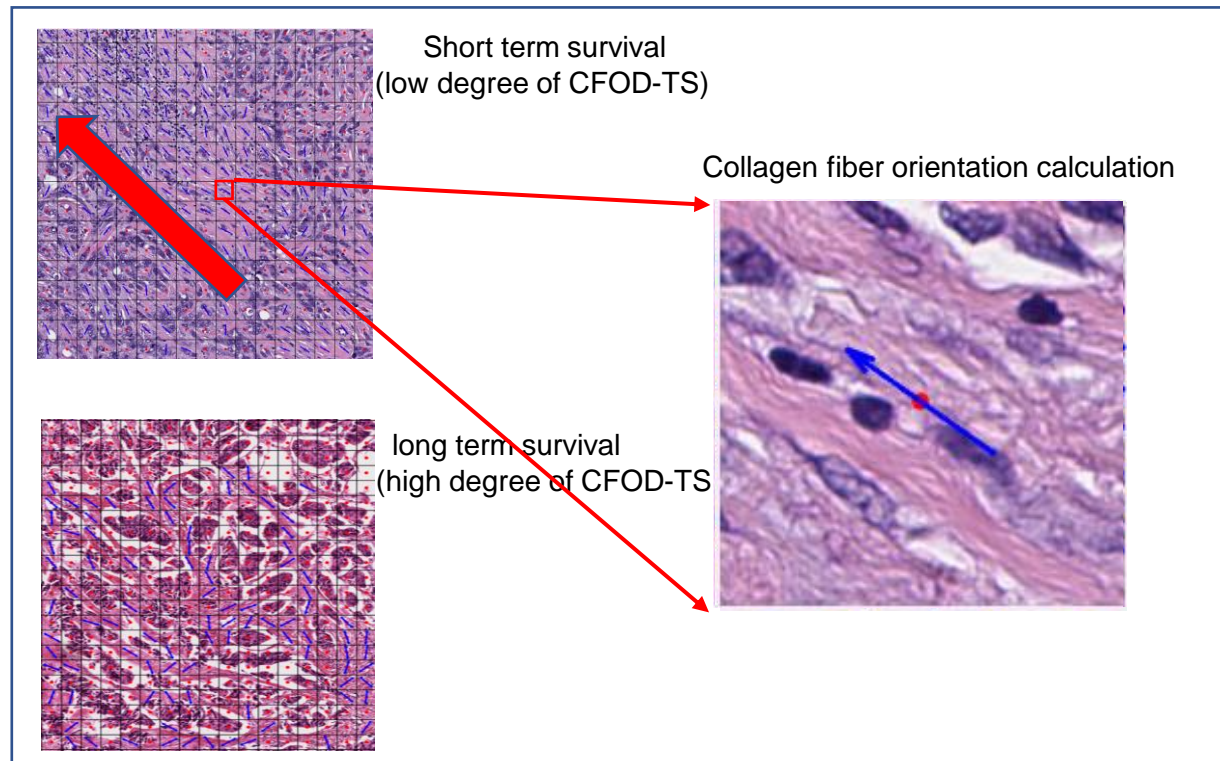 Short term survival
(low degree of CFOD-TS)
Collagen fiber orientation calculation
long term survival
(high degree of CFOD-TS